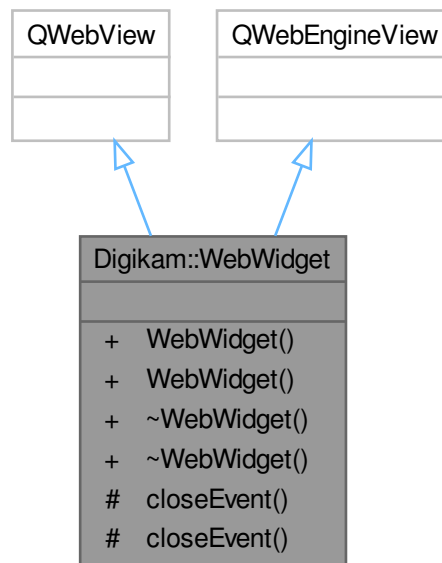 QWebView
QWebEngineView
Digikam::WebWidget
+ WebWidget()
+ WebWidget()
+ ~WebWidget()
+ ~WebWidget()
# closeEvent()
# closeEvent()